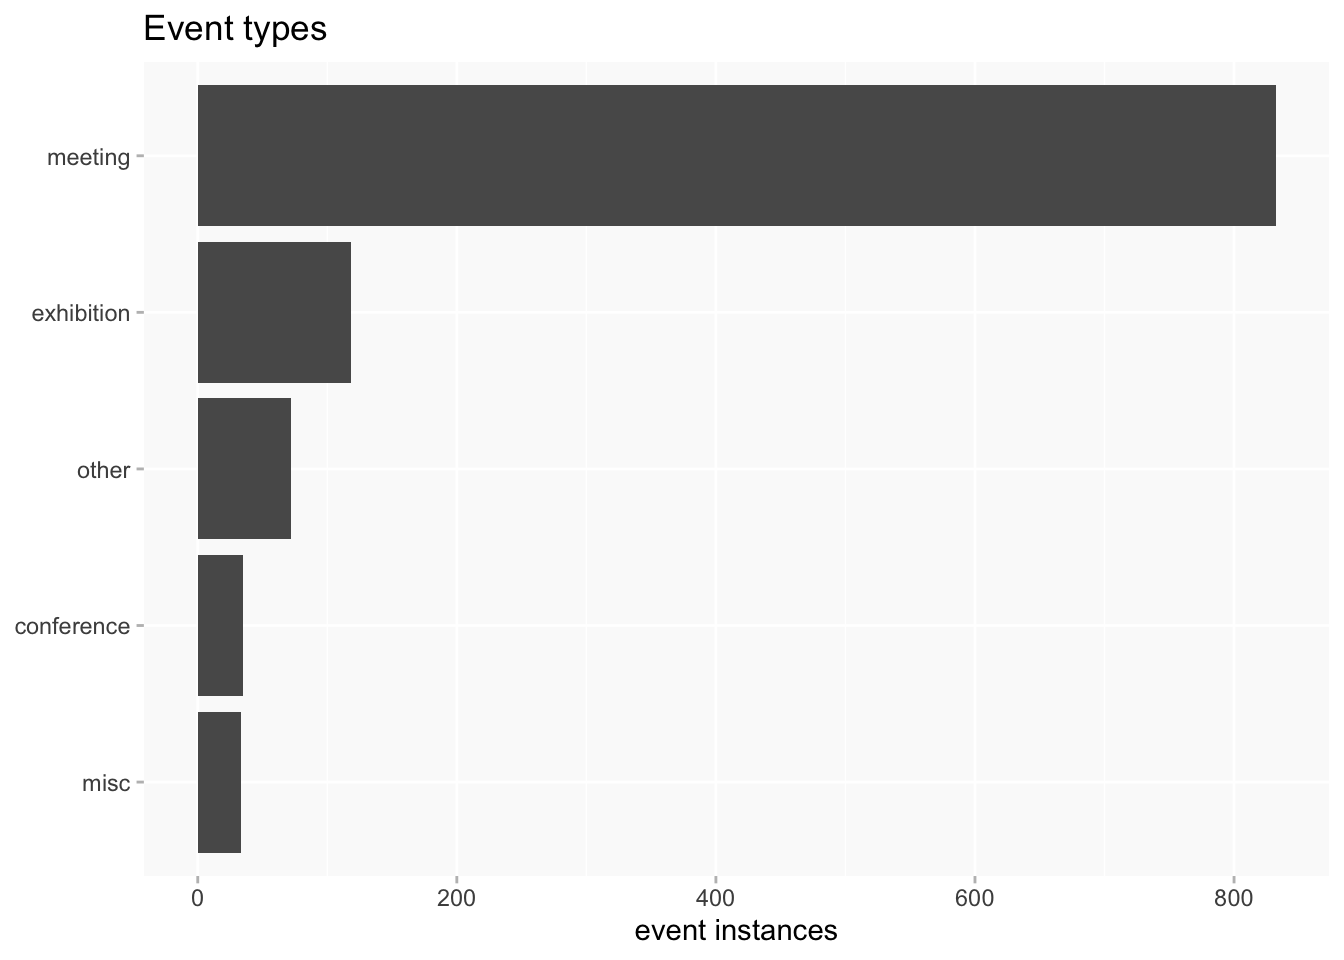 Event types
meeting
exhibition
other
conference
misc
0 200 400 600 800
event instances